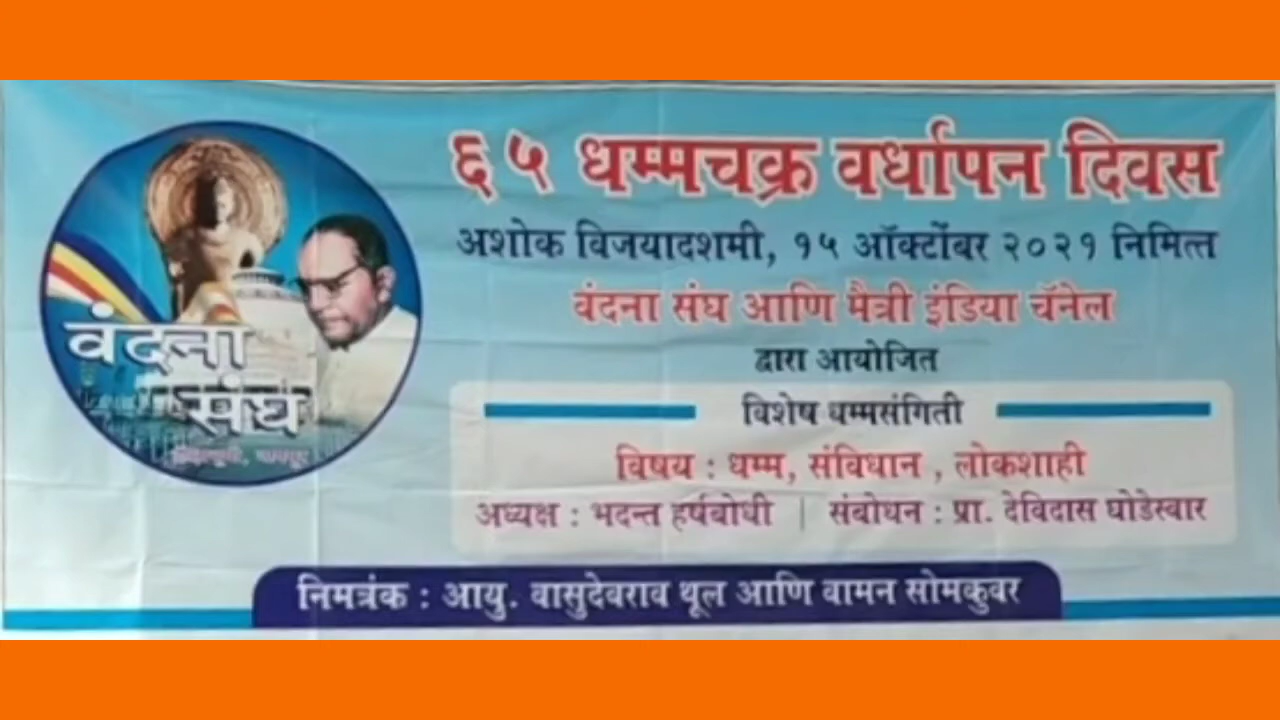 ६५ धम्मचक्र वर्धापन दिवस
अशोक विजयादशमी, १५ ऑक्टोंबर २०२१ निमित्त
वंदना संघ आणि मैत्री इंडिया चॅनेल
द्वारा आयोजित
विशेष धम्मसंगिती
विषय : धम्म, संविधान , लोकशाही
अध्यक्ष : भदन्त हर्षबोधी | संबोधन : प्रा. देविदास घोडेस्वार
निमत्रंक : आयु. वासुदेवराव थूल आणि वामन सोमकुवर
वंदना
संघ